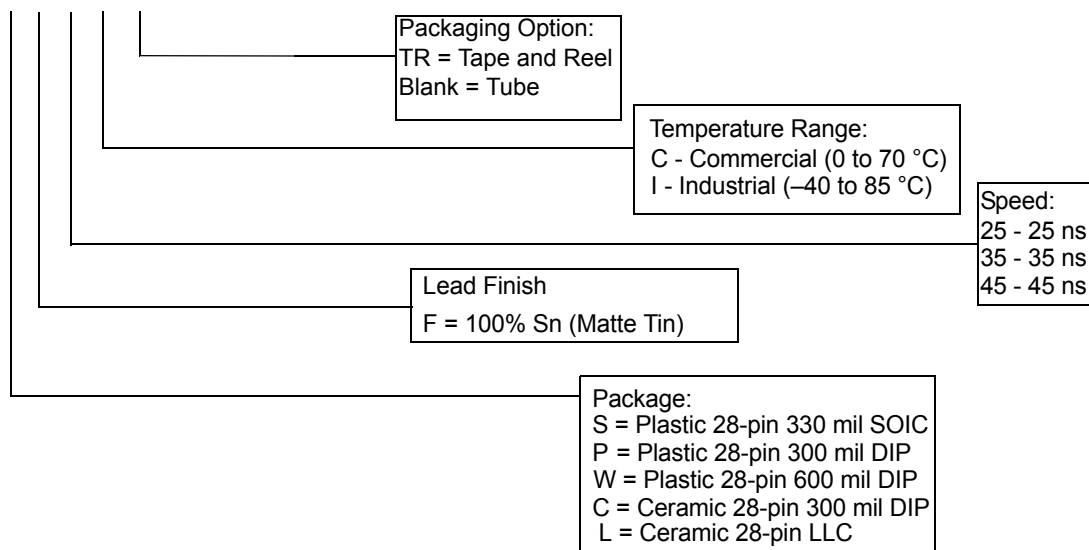 Packaging Option:
TR = Tape and Reel
Blank = Tube
Temperature Range:
C - Commercial (0 to 70 °C)
I - Industrial (–40 to 85 °C)
Speed:
25 - 25 ns
35 - 35 ns
45 - 45 ns
Lead Finish
F = 100% Sn (Matte Tin)
Package:
S = Plastic 28-pin 330 mil SOIC
P = Plastic 28-pin 300 mil DIP
W = Plastic 28-pin 600 mil DIP
C = Ceramic 28-pin 300 mil DIP
L = Ceramic 28-pin LLC